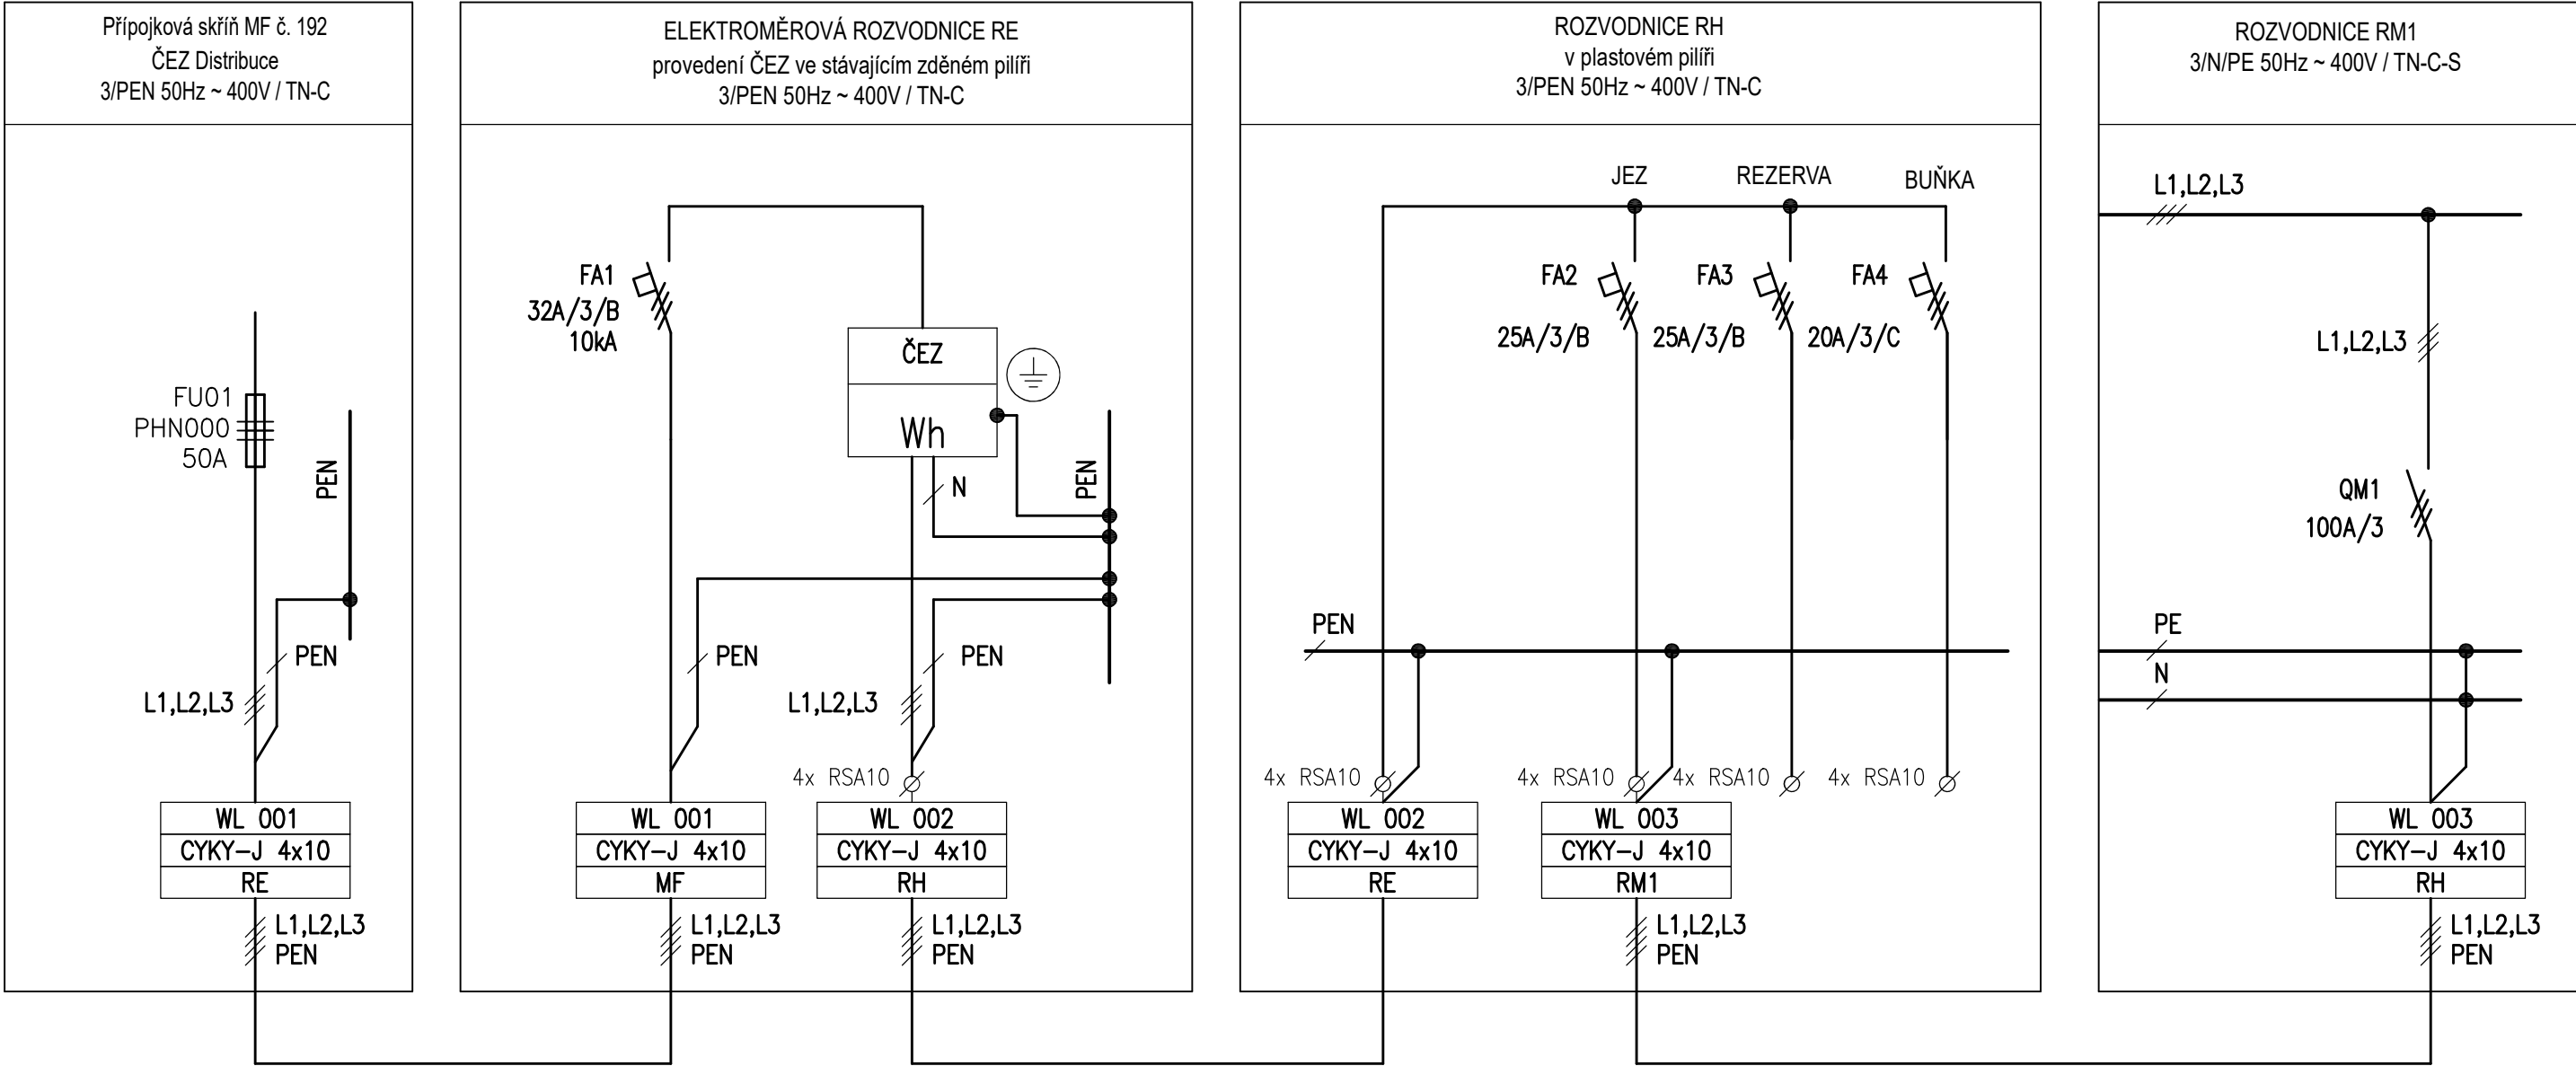 Přípojková skříň MF č. 192
ČEZ Distribuce
3/PEN 50Hz ~ 400V / TN-C
FU01
PHN000
50A
PEN
PEN
L1,L2,L3
WL 001
CYKY-J 4x10
RE
L1,L2,L3
PEN
ELEKTROMĚROVÁ ROZVODNICE RE
provedení ČEZ ve stávajícím zděném pilíři
3/PEN 50Hz ~ 400V / TN-C
FA1
32A/3/B
10kA
ČEZ
Wh
N
PEN
PEN
PEN
L1,L2,L3
4x RSA10
WL 001
CYKY-J 4x10
MF
L1,L2,L3
PEN
WL 002
CYKY-J 4x10
RH
L1,L2,L3
PEN
ROZVODNICE RH
v plastovém pilíři
3/PEN 50Hz ~ 400V / TN-C
JEZ
REZERVA
BUŇKA
FA2
25A/3/B
FA3
25A/3/B
FA4
20A/3/C
PEN
4x RSA10
4x RSA10
4x RSA10
4x RSA10
WL 002
CYKY-J 4x10
RE
WL 003
CYKY-J 4x10
RM1
L1,L2,L3
PEN
ROZVODNICE RM1
3/N/PE 50Hz ~ 400V / TN-C-S
L1,L2,L3
L1,L2,L3
QM1
100A/3
PE
N
WL 003
CYKY-J 4x10
RH
L1,L2,L3
PEN